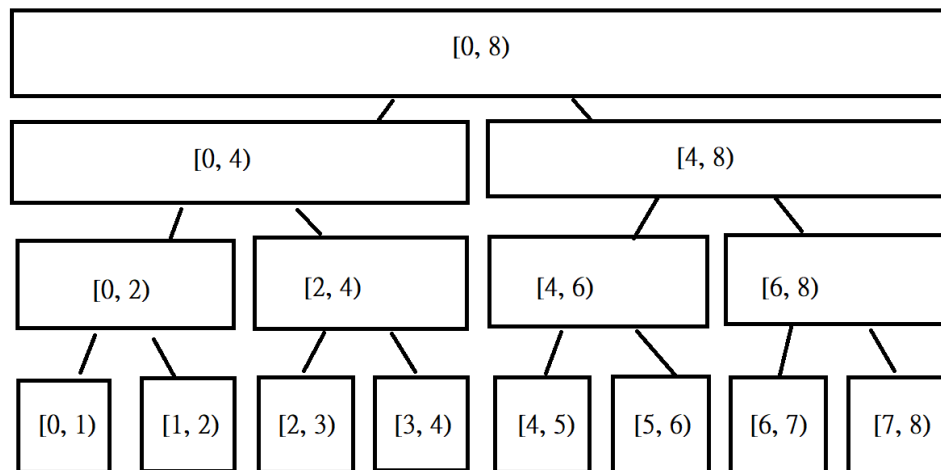 [0, 8)
[0, 4) [4, 8)
[0, 2) [2, 4) [4, 6) [6, 8)
[0, 1) [1, 2) [2, 3) [3, 4) [4, 5) [5, 6) [6, 7) [7, 8)